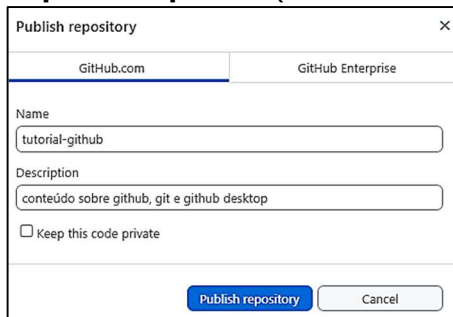 Publish repository
GitHub.com
GitHub Enterprise
Name
tutorial-github
Description
conteúdo sobre github, git e github desktop
Keep this code private
Publish repository
Cancel